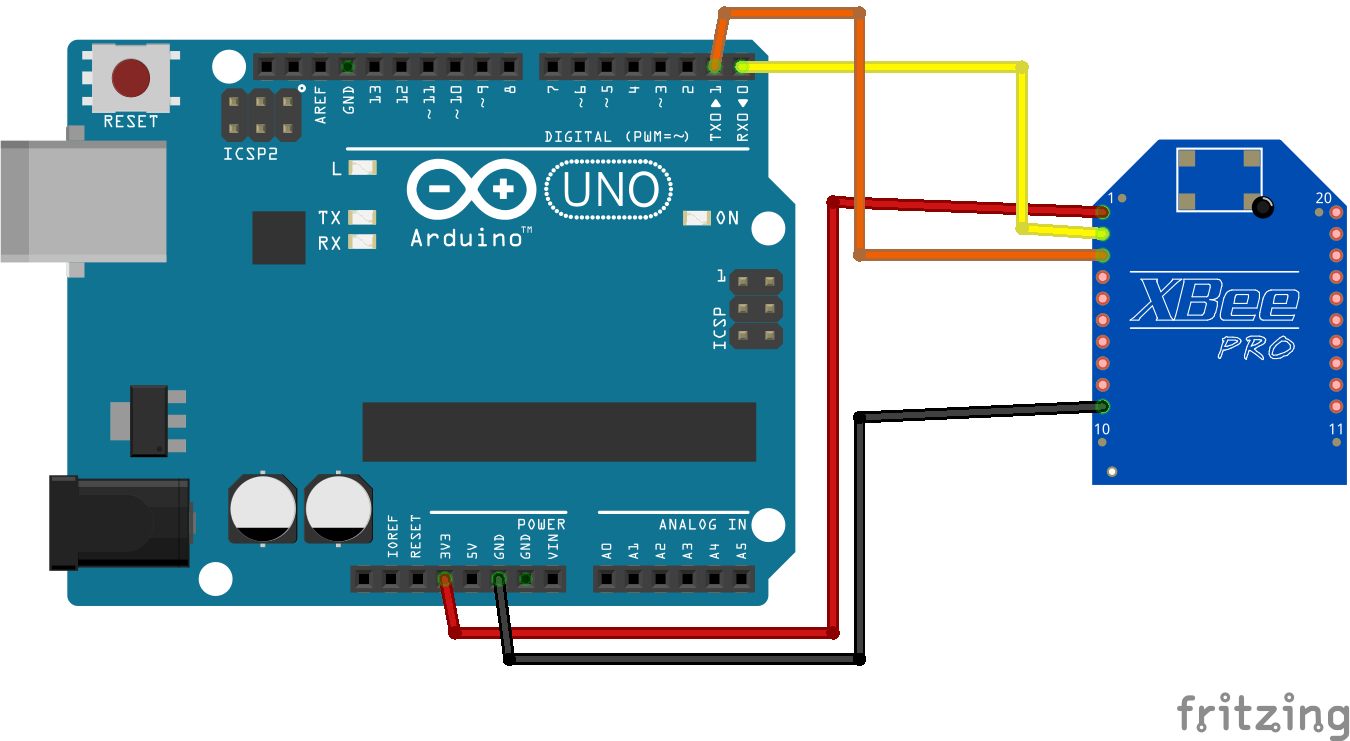 RESET
ICSP2
AREF
GND
13
12
~11
~10
~9
8
7
~6
~5
4
~3
2
TX0▶1
RX0◀0
DIGITAL (PWM=~)
L
TX
RX
UNO
Arduino™
ON
1
ICSP
IOREF
RESET
3V3
5V
GND
GND
VIN
POWER
ANALOG IN
A0
A1
A2
A3
A4
A5
1
20
XBee
PRO
10
11
fritzing